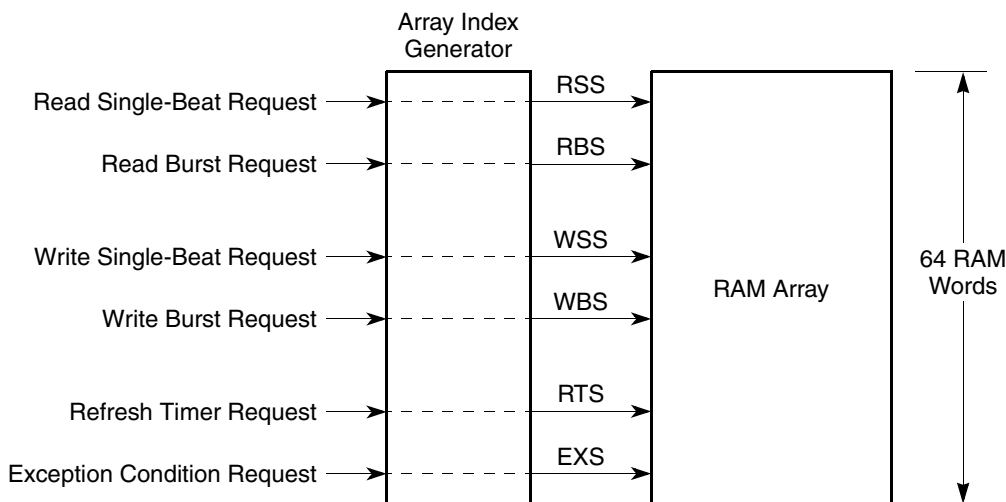 Array Index
Generator
Read Single-Beat Request
RSS
Read Burst Request
RBS
Write Single-Beat Request
WSS
Write Burst Request
WBS
Refresh Timer Request
RTS
Exception Condition Request
EXS
RAM Array
64 RAM
Words